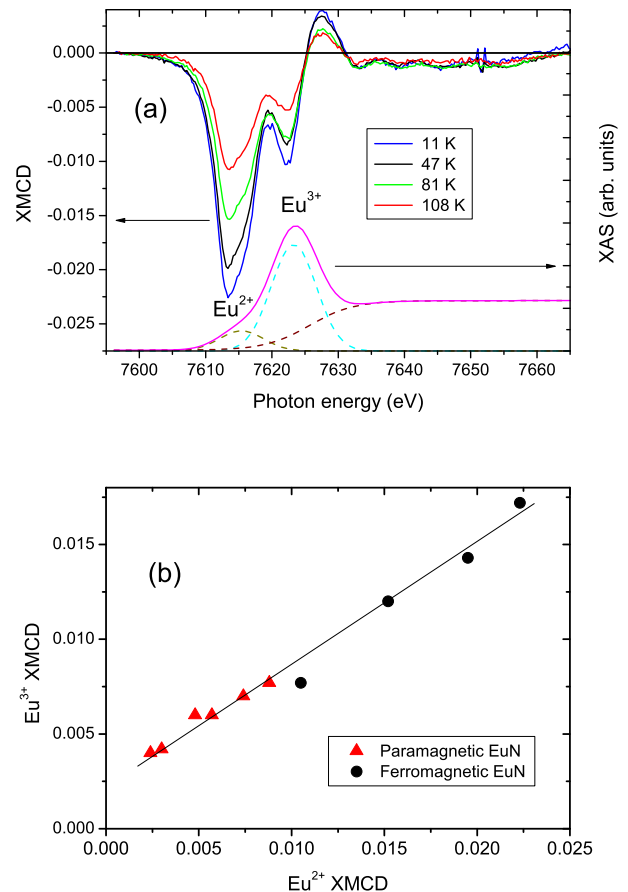 0.000
-0.005
-0.010
-0.015
-0.020
-0.025
XMCD
(a)
11 K
47 K
81 K
108 K
Eu³⁺
Eu²⁺
XAS (arb. units)
7600 7610 7620 7630 7640 7650 7660
Photon energy (eV)
0.015
0.010
0.005
0.000
Eu³⁺ XMCD
(b)
Paramagnetic EuN
Ferromagnetic EuN
0.000 0.005 0.010 0.015 0.020 0.025
Eu²⁺ XMCD